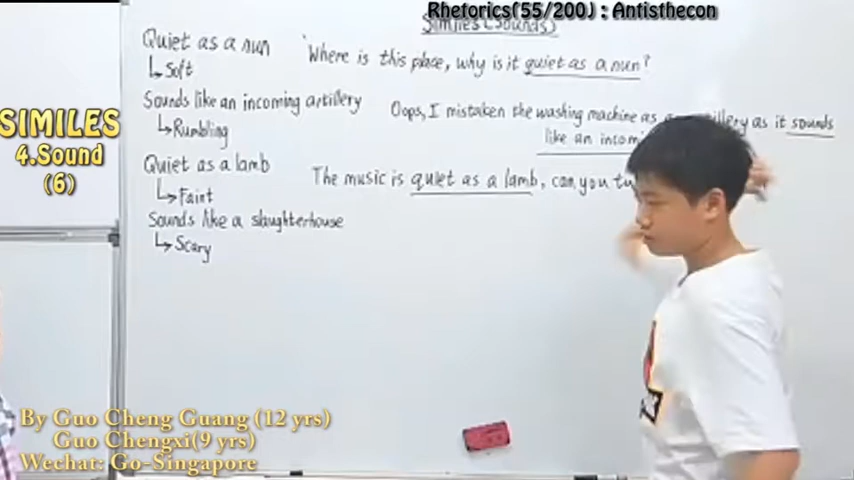 Rhetorics(55/200) : Antisthecon
Similes (Sounds)
Quiet as a nun
Soft
'Where is this place, why is it quiet as a nun?
Sounds like an incoming artillery
Rumbling
Oops, I mistaken the washing machine as as it sounds
like an
Quiet as a lamb
Faint
The music is quiet as a lamb, can you
Sounds like a slaughterhouse
Scary
SIMILES
4.Sound
(6)
By Guo Cheng Guang (12 yrs)
Guo Chengxi(9 yrs)
Wechat: Go-Singapore